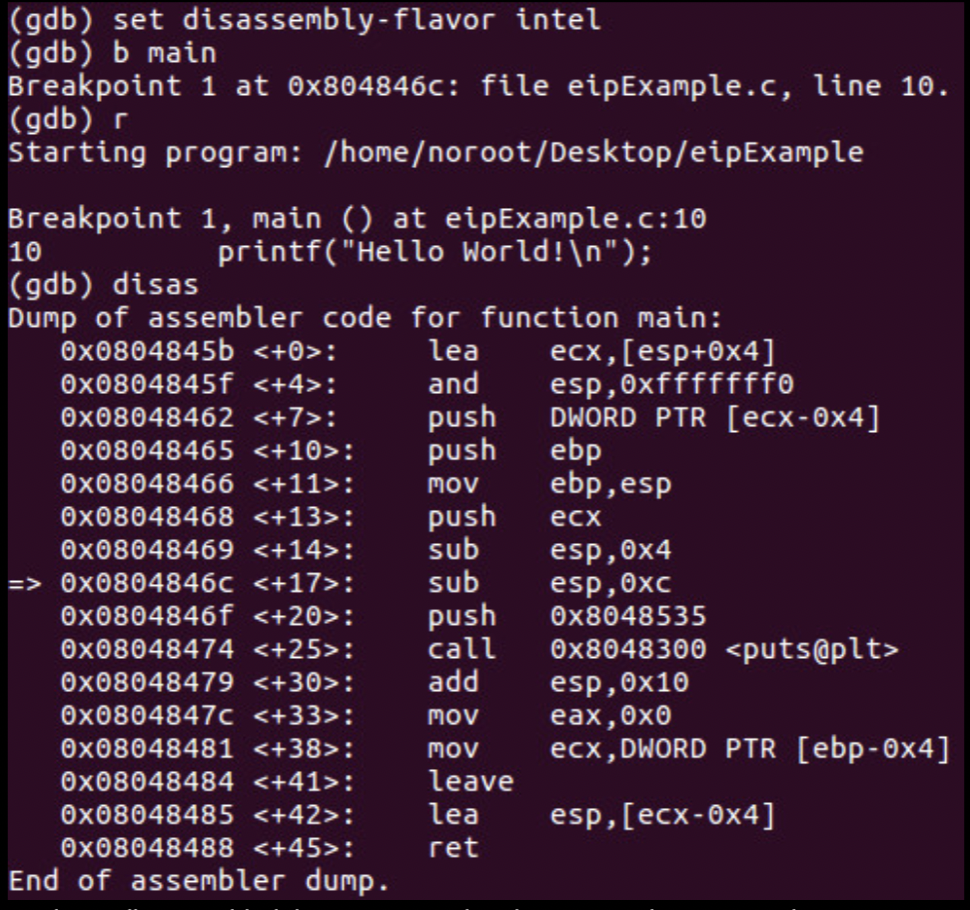 (gdb) set disassembly-flavor intel
(gdb) b main
Breakpoint 1 at 0x804846c: file eipExample.c, line 10.
(gdb) r
Starting program: /home/noroot/Desktop/eipExample

Breakpoint 1, main () at eipExample.c:10
10          printf("Hello World!\n");
(gdb) disas
Dump of assembler code for function main:
   0x0804845b <+0>:     lea    ecx,[esp+0x4]
   0x0804845f <+4>:     and    esp,0xfffffff0
   0x08048462 <+7>:     push   DWORD PTR [ecx-0x4]
   0x08048465 <+10>:    push   ebp
   0x08048466 <+11>:    mov    ebp,esp
   0x08048468 <+13>:    push   ecx
   0x08048469 <+14>:    sub    esp,0x4
=> 0x0804846c <+17>:    sub    esp,0xc
   0x0804846f <+20>:    push   0x8048535
   0x08048474 <+25>:    call   0x8048300 <puts@plt>
   0x08048479 <+30>:    add    esp,0x10
   0x0804847c <+33>:    mov    eax,0x0
   0x08048481 <+38>:    mov    ecx,DWORD PTR [ebp-0x4]
   0x08048484 <+41>:    leave
   0x08048485 <+42>:    lea    esp,[ecx-0x4]
   0x08048488 <+45>:    ret
End of assembler dump.